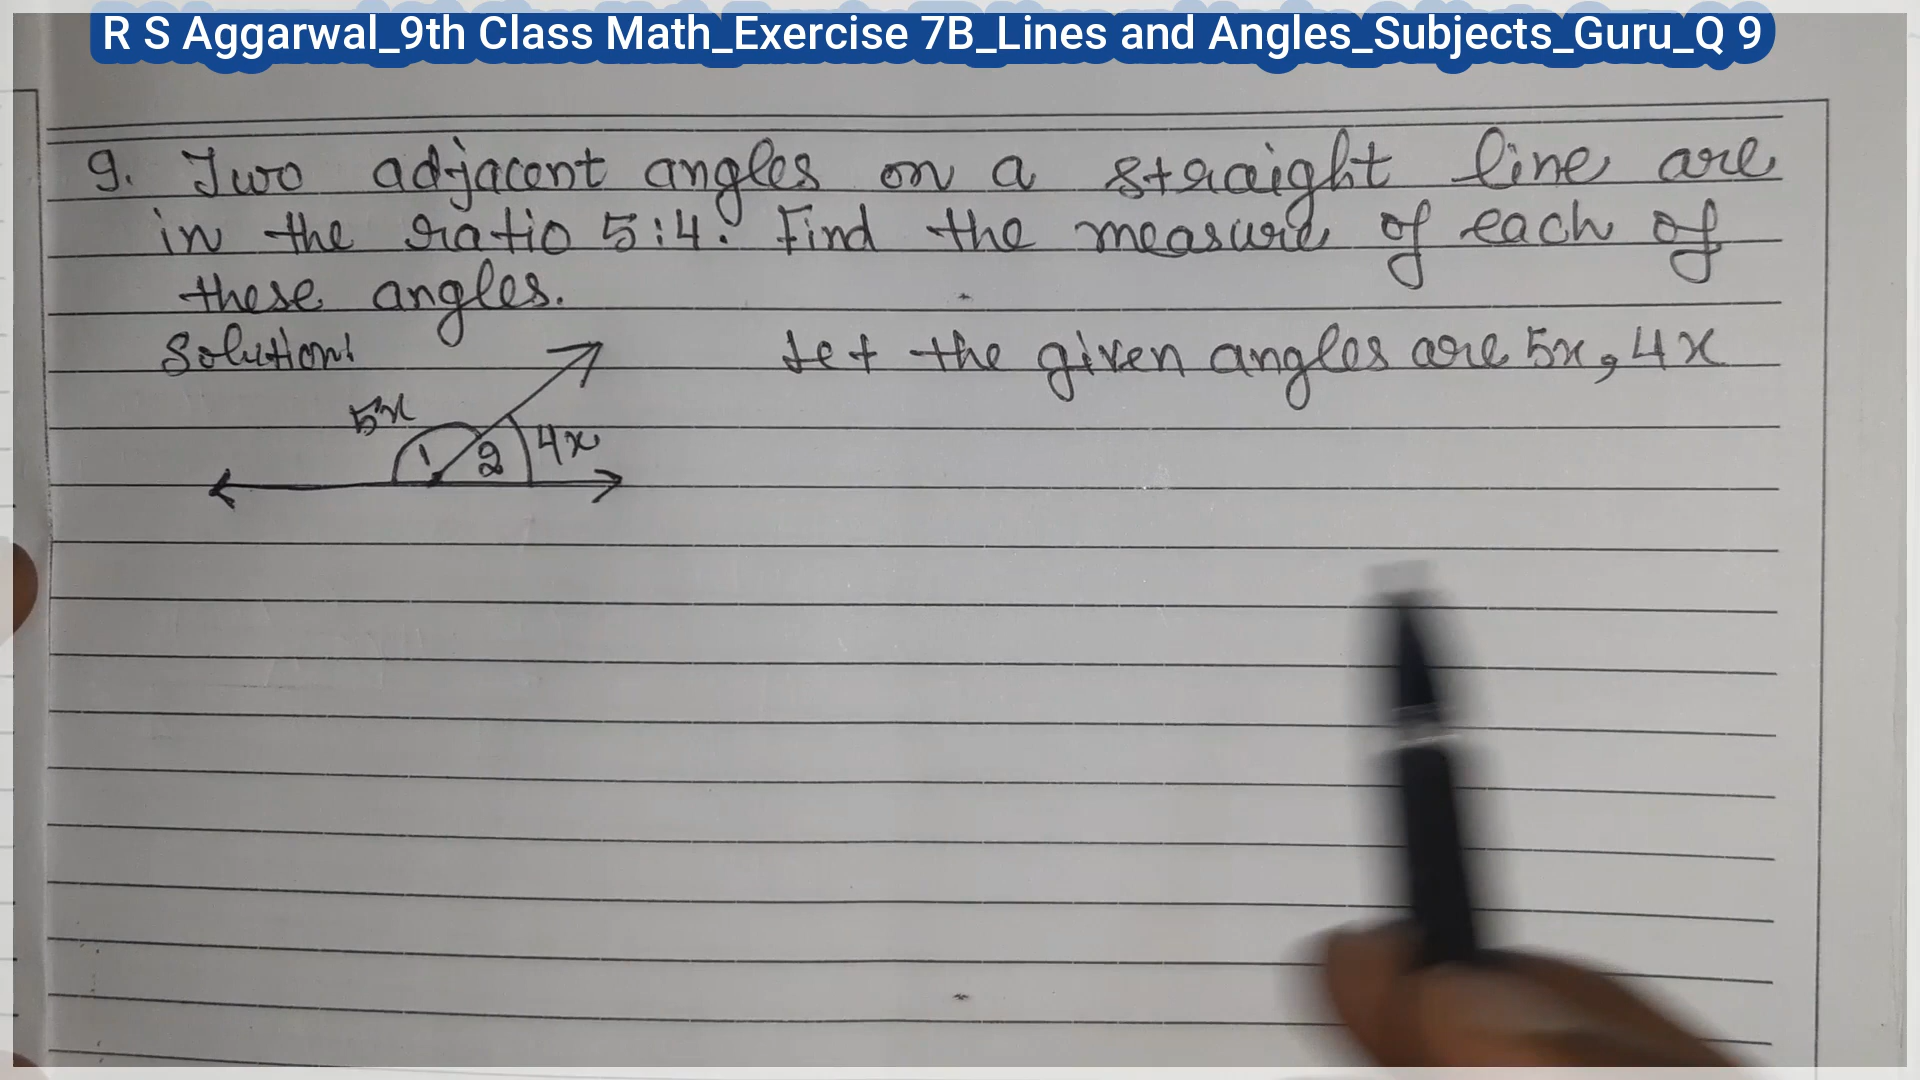 R S Aggarwal_9th Class Math_Exercise 7B_Lines and Angles_Subjects_Guru_Q 9
9. Two adjacent angles on a straight line are
in the ratio 5:4. Find the measure of each of
these angles.
Solution:
Let the given angles are 5x, 4x
5x
4x
1
2